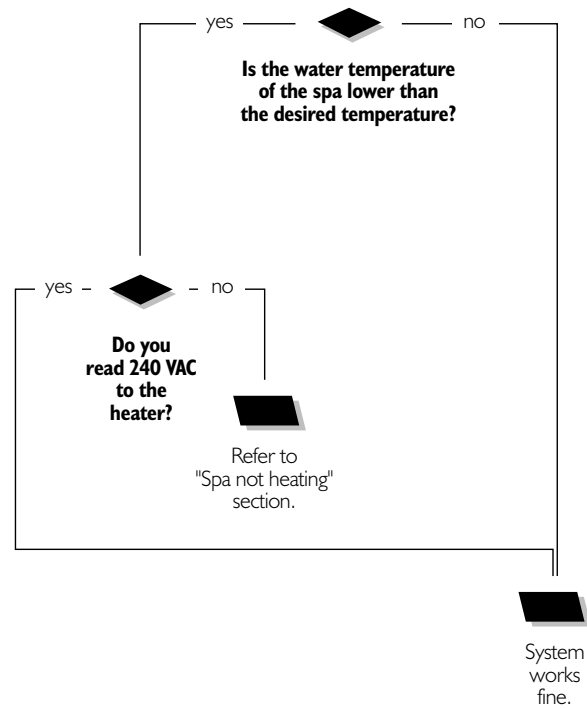 yes
no
Is the water temperature
of the spa lower than
the desired temperature?
yes
no
Do you
read 240 VAC
to the
heater?
Refer to
"Spa not heating"
section.
System
works
fine.